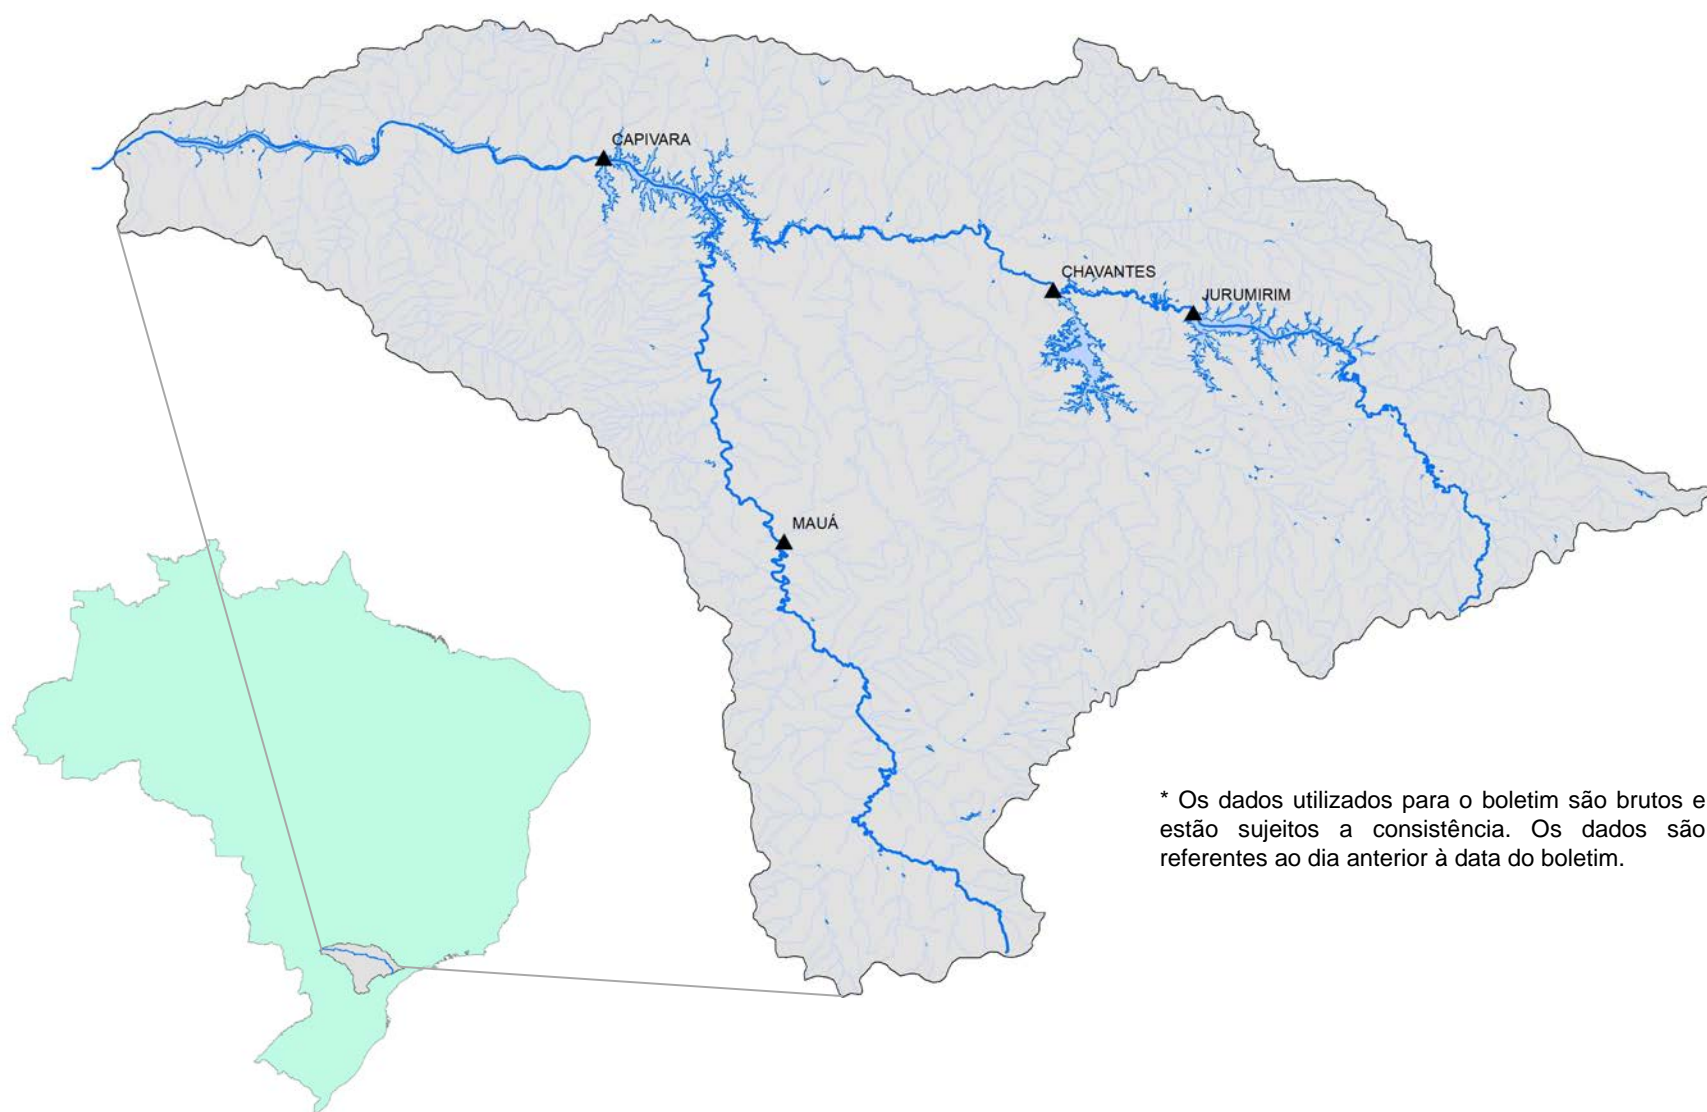 CAPIVARA
CHAVANTES
JURUMIRIM
MAUÁ
* Os dados utilizados para o boletim são brutos e
estão sujeitos a consistência. Os dados são
referentes ao dia anterior à data do boletim.